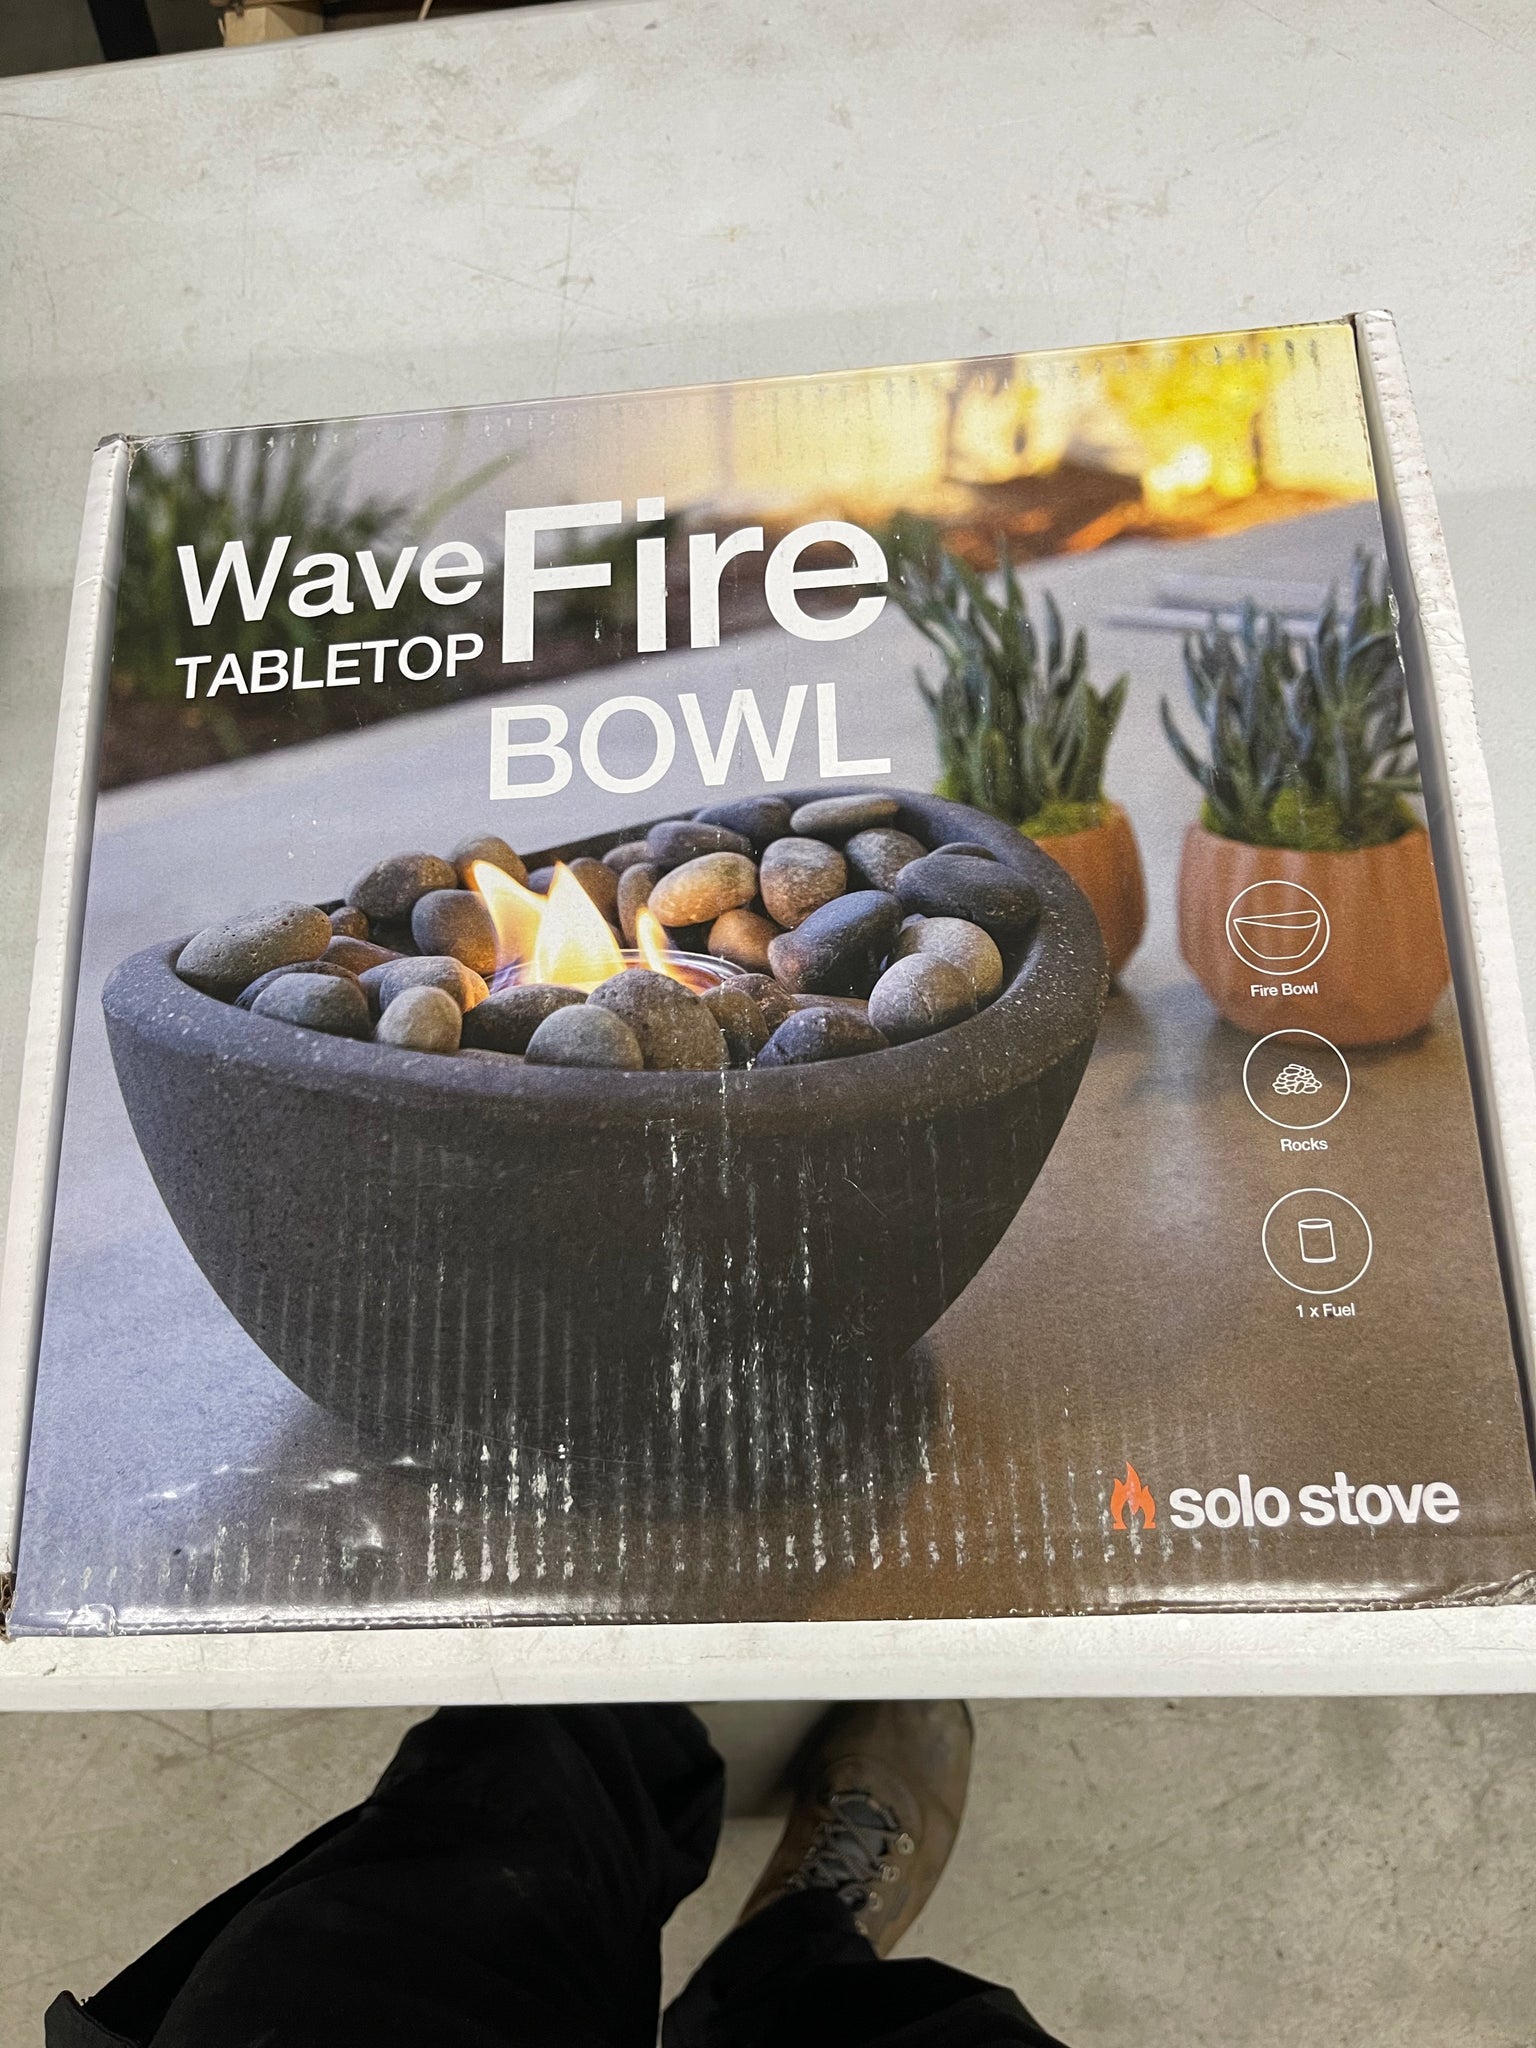 Wave Fire
TABLETOP
BOWL
Fire Bowl
Rocks
1 x Fuel
solo stove